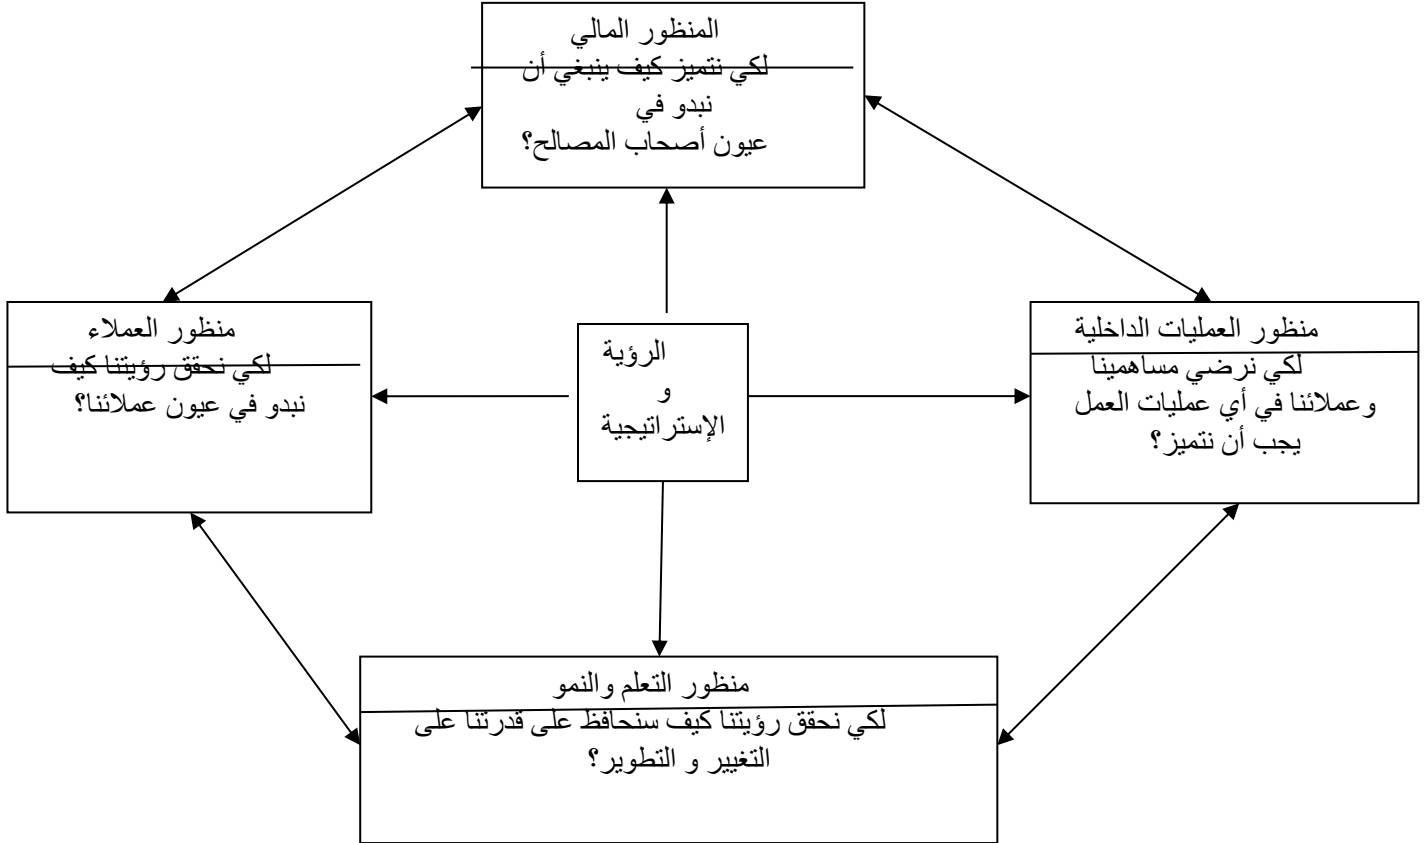 المنظور المالي
لكي نتميز كيف ينبغي أن
نبدو في
عيون أصحاب المصالح؟
منظور العمليات الداخلية
لكي نرضي مساهمينا
وعملائنا في أي عمليات العمل
يجب أن نتميز؟
الرؤية
و
الإستراتيجية
منظور العملاء
لكي نحقق رؤيتنا كيف
نبدو في عيون عملائنا؟
منظور التعلم والنمو
لكي نحقق رؤيتنا كيف سنحافظ على قدرتنا على
التغيير و التطوير؟